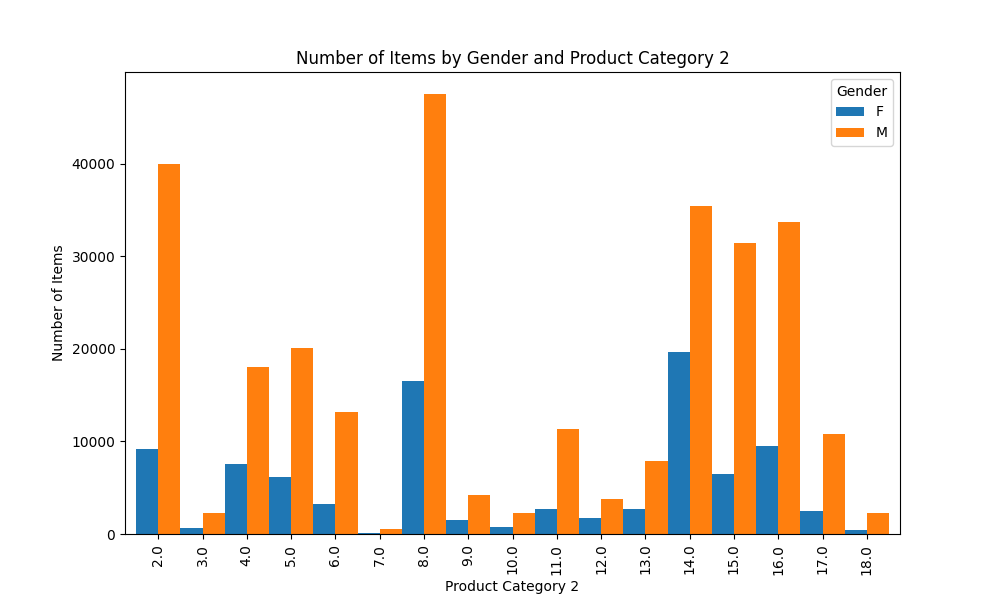 Number of Items by Gender and Product Category 2
Gender
F
M
Number of Items
40000
30000
20000
10000
0
2.0 3.0 4.0 5.0 6.0 7.0 8.0 9.0 10.0 11.0 12.0 13.0 14.0 15.0 16.0 17.0 18.0
Product Category 2